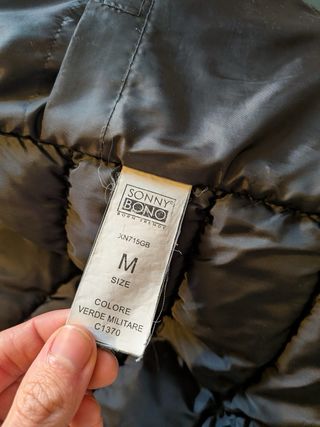 SONNY®
BONO
XN715GB
M
SIZE
COLORE
VERDE MILITARE
C1370